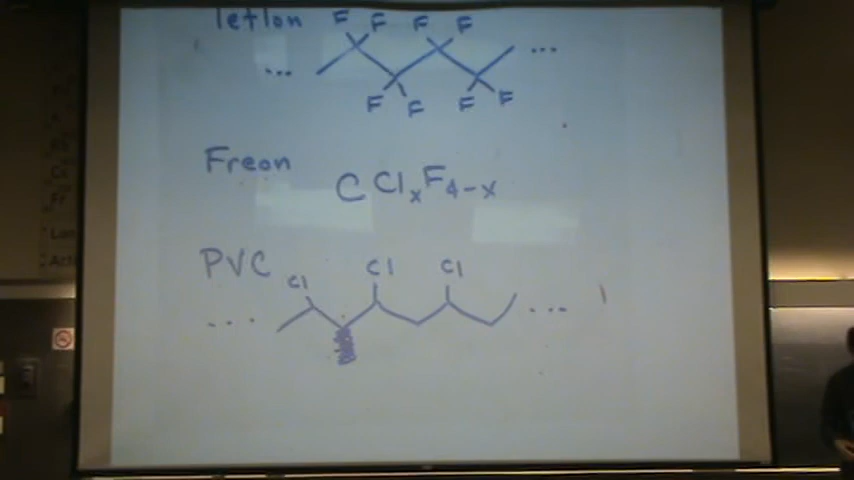 Teflon
F F F F
... ...
F F F F
Freon
CClₓF₄₋ₓ
PVC
Cl Cl Cl
... ...